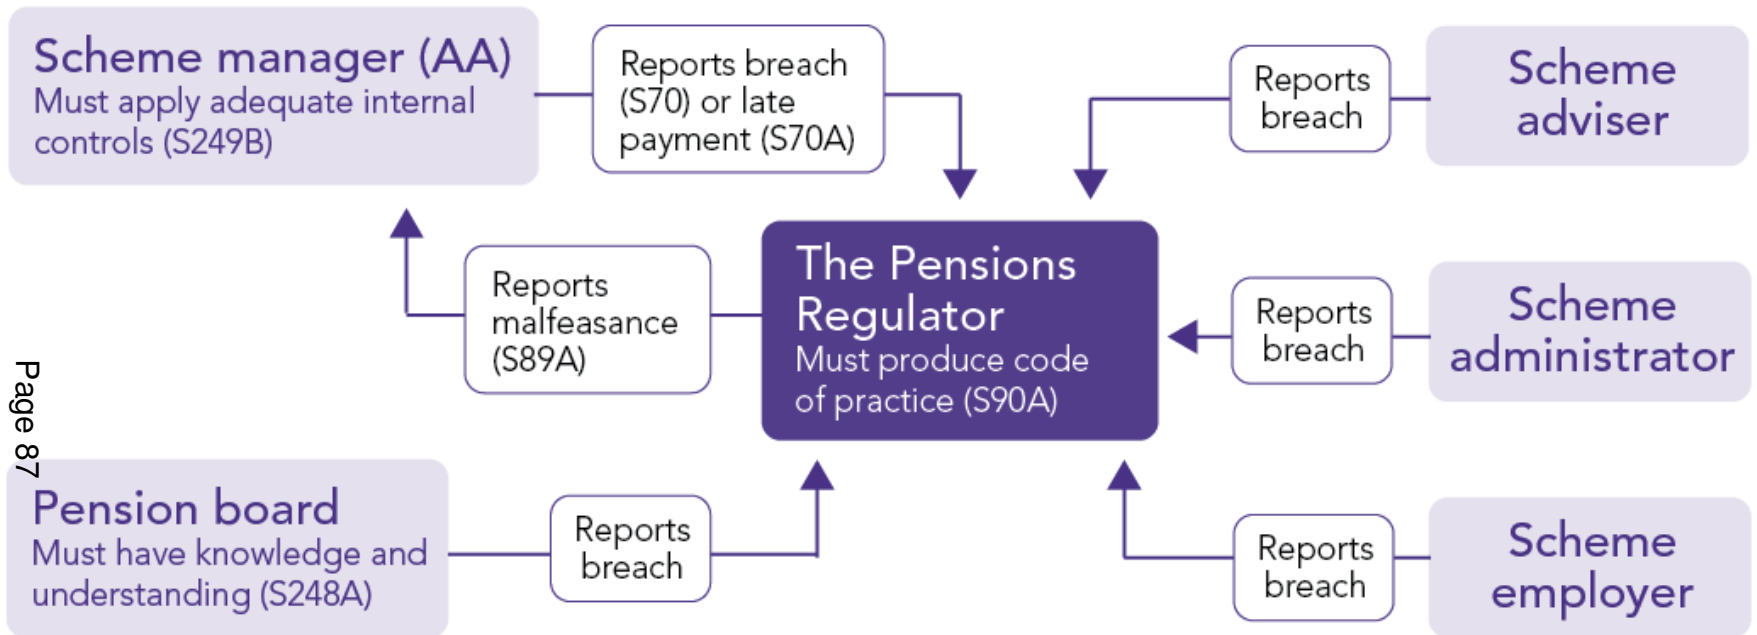 Scheme manager (AA)
Must apply adequate internal
controls (S249B)
Reports breach
(S70) or late
payment (S70A)
Reports
breach
Scheme
adviser
Reports
malfeasance
(S89A)
The Pensions
Regulator
Must produce code
of practice (S90A)
Reports
breach
Scheme
administrator
Page 87
Pension board
Must have knowledge and
understanding (S248A)
Reports
breach
Reports
breach
Scheme
employer